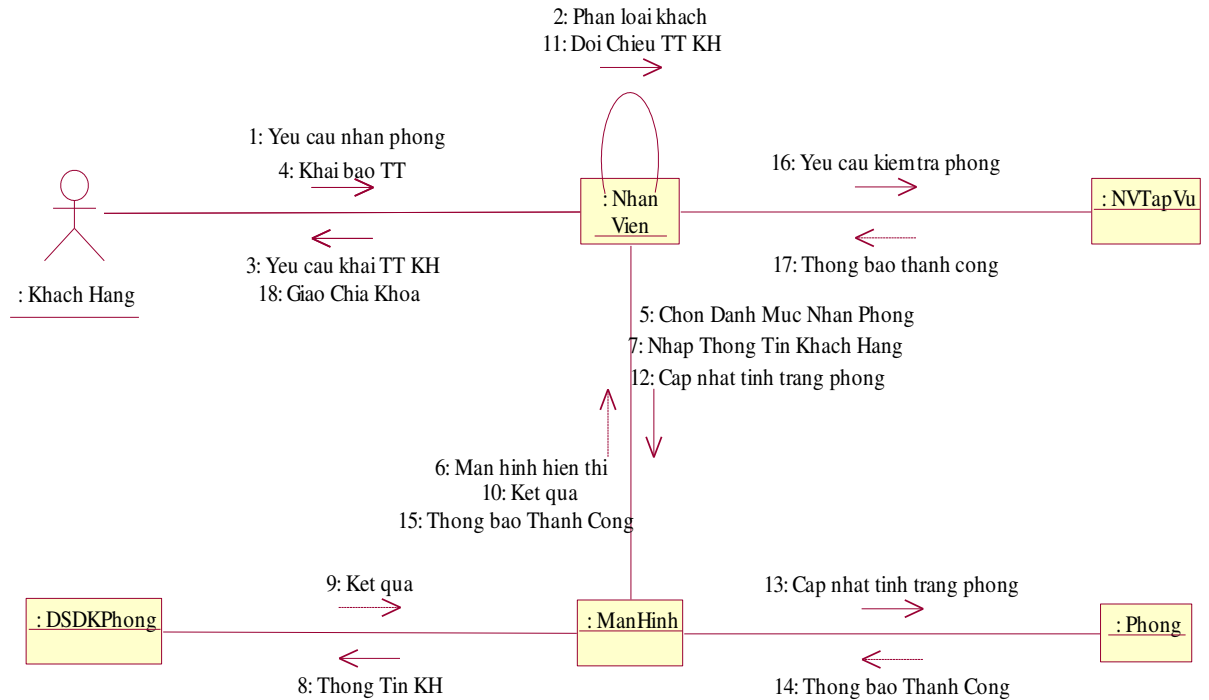 2: Phan loai khach
11: Doi Chieu TT KH
1: Yeu cau nhan phong
4: Khai bao TT
16: Yeu cau kiem tra phong
: Nhan
Vien
: NVTapVu
3: Yeu cau khai TT KH
18: Giao Chia Khoa
17: Thong bao thanh cong
: Khach Hang
5: Chon Danh Muc Nhan Phong
7: Nhap Thong Tin Khach Hang
12: Cap nhat tinh trang phong
6: Man hinh hien thi
10: Ket qua
15: Thong bao Thanh Cong
9: Ket qua
13: Cap nhat tinh trang phong
: DSDKPhong
: ManHinh
: Phong
8: Thong Tin KH
14: Thong bao Thanh Cong